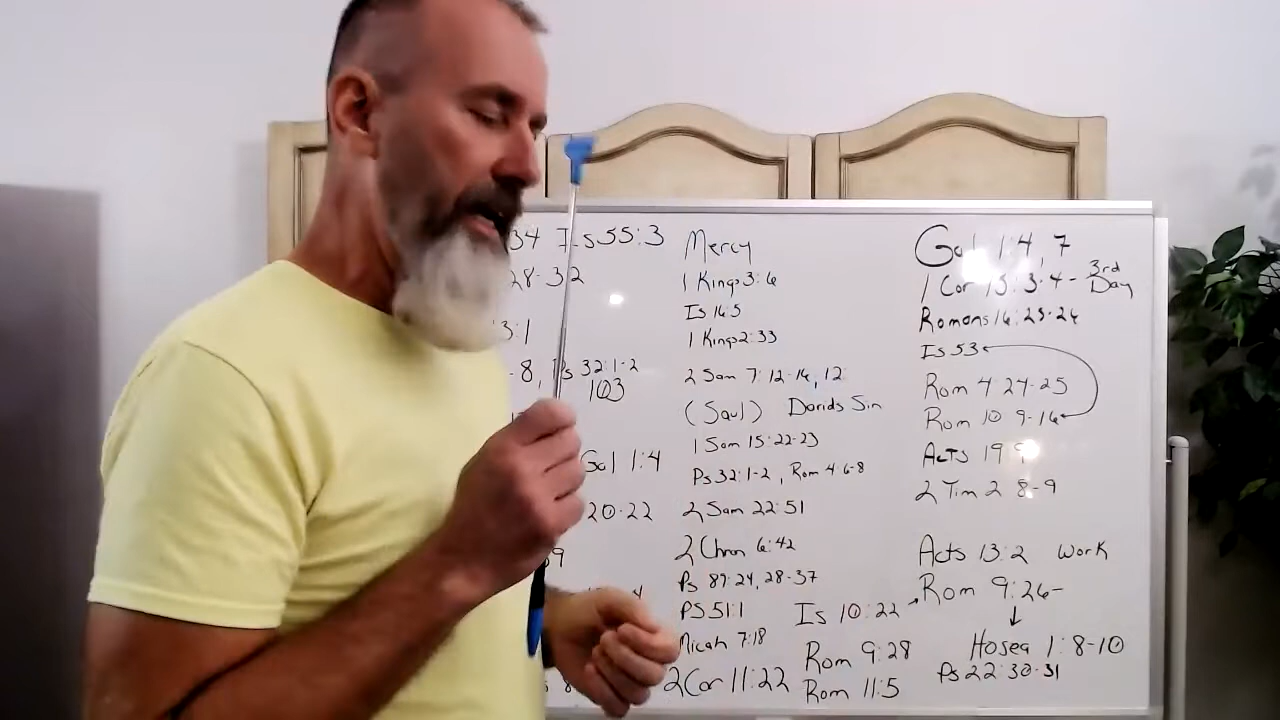 34 Is 55:3
28-32
3:1
-8, Ps 32:1-2
103
Gal 1:4
20-22
Mercy
1 Kings 3:6
Is 16:5
1 Kings 2:33
2 Sam 7:12-16, 12
(Saul) Davids Sin
1 Sam 15:22-23
Ps 32:1-2, Rom 4 6-8
2 Sam 22:51
2 Chron 6:42
Ps 89:24, 28-37
PS 51:1
Micah 7:18
2 Cor 11:22
Is 10:22
Rom 9:28
Rom 11:5
Gal 1:4, 7
1 Cor 15:3-4 - 3rd Day
Romans 16:25-26
Is 53
Rom 4 24-25
Rom 10 9-16
Acts 19 9
2 Tim 2 8-9
Acts 13:2 Work
Rom 9:26-
Hosea 1:8-10
Ps 22:30-31